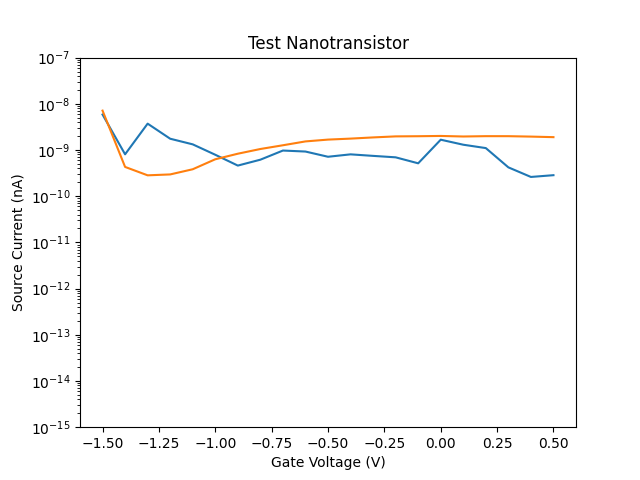 Test Nanotransistor
10⁻⁷
10⁻⁸
10⁻⁹
10⁻¹⁰
10⁻¹¹
10⁻¹²
10⁻¹³
10⁻¹⁴
10⁻¹⁵
Source Current (nA)
−1.50 −1.25 −1.00 −0.75 −0.50 −0.25 0.00 0.25 0.50
Gate Voltage (V)